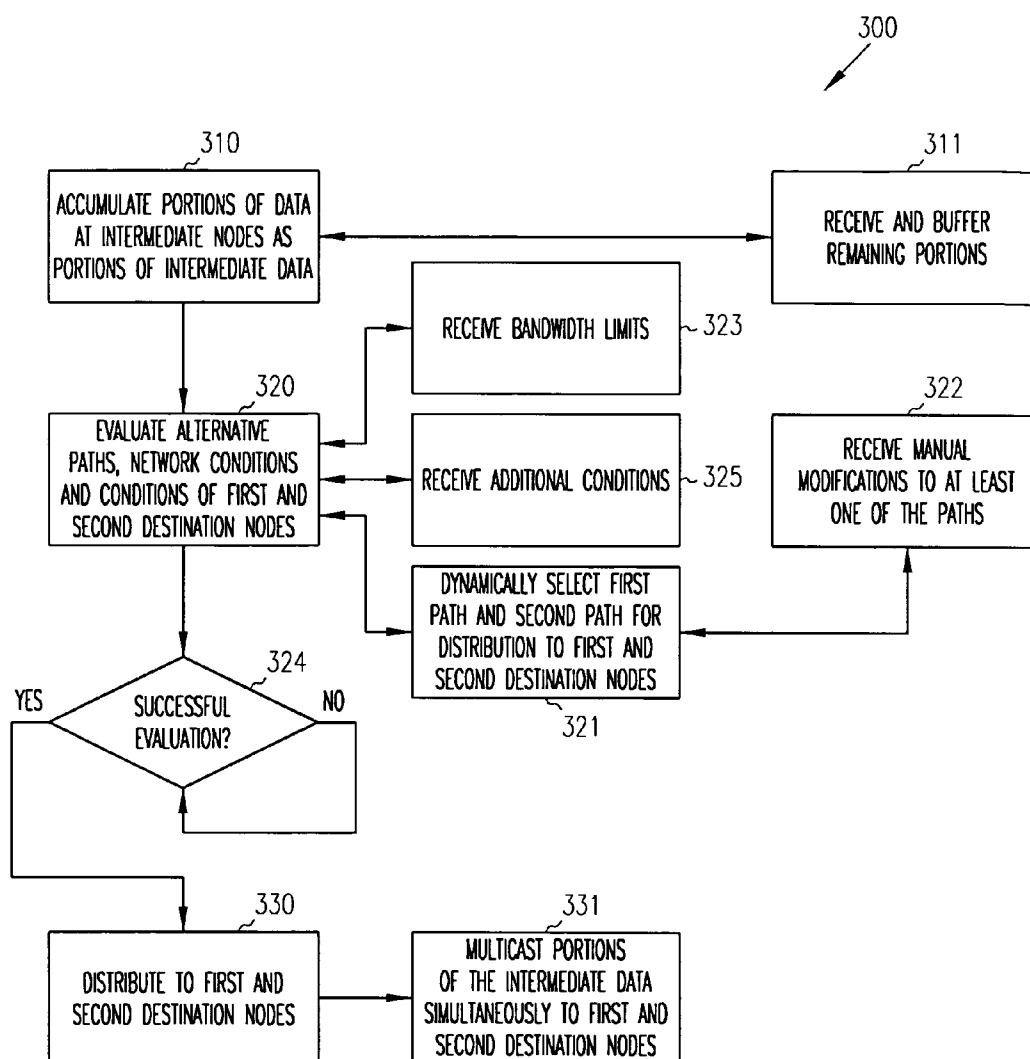 300
310
ACCUMULATE PORTIONS OF DATA
AT INTERMEDIATE NODES AS
PORTIONS OF INTERMEDIATE DATA
311
RECEIVE AND BUFFER
REMAINING PORTIONS
RECEIVE BANDWIDTH LIMITS
323
320
EVALUATE ALTERNATIVE
PATHS, NETWORK CONDITIONS
AND CONDITIONS OF FIRST AND
SECOND DESTINATION NODES
RECEIVE ADDITIONAL CONDITIONS
325
322
RECEIVE MANUAL
MODIFICATIONS TO AT LEAST
ONE OF THE PATHS
DYNAMICALLY SELECT FIRST
PATH AND SECOND PATH FOR
DISTRIBUTION TO FIRST AND
SECOND DESTINATION NODES
321
324
YES
SUCCESSFUL
EVALUATION?
NO
330
DISTRIBUTE TO FIRST AND
SECOND DESTINATION NODES
331
MULTICAST PORTIONS
OF THE INTERMEDIATE DATA
SIMULTANEOUSLY TO FIRST AND
SECOND DESTINATION NODES